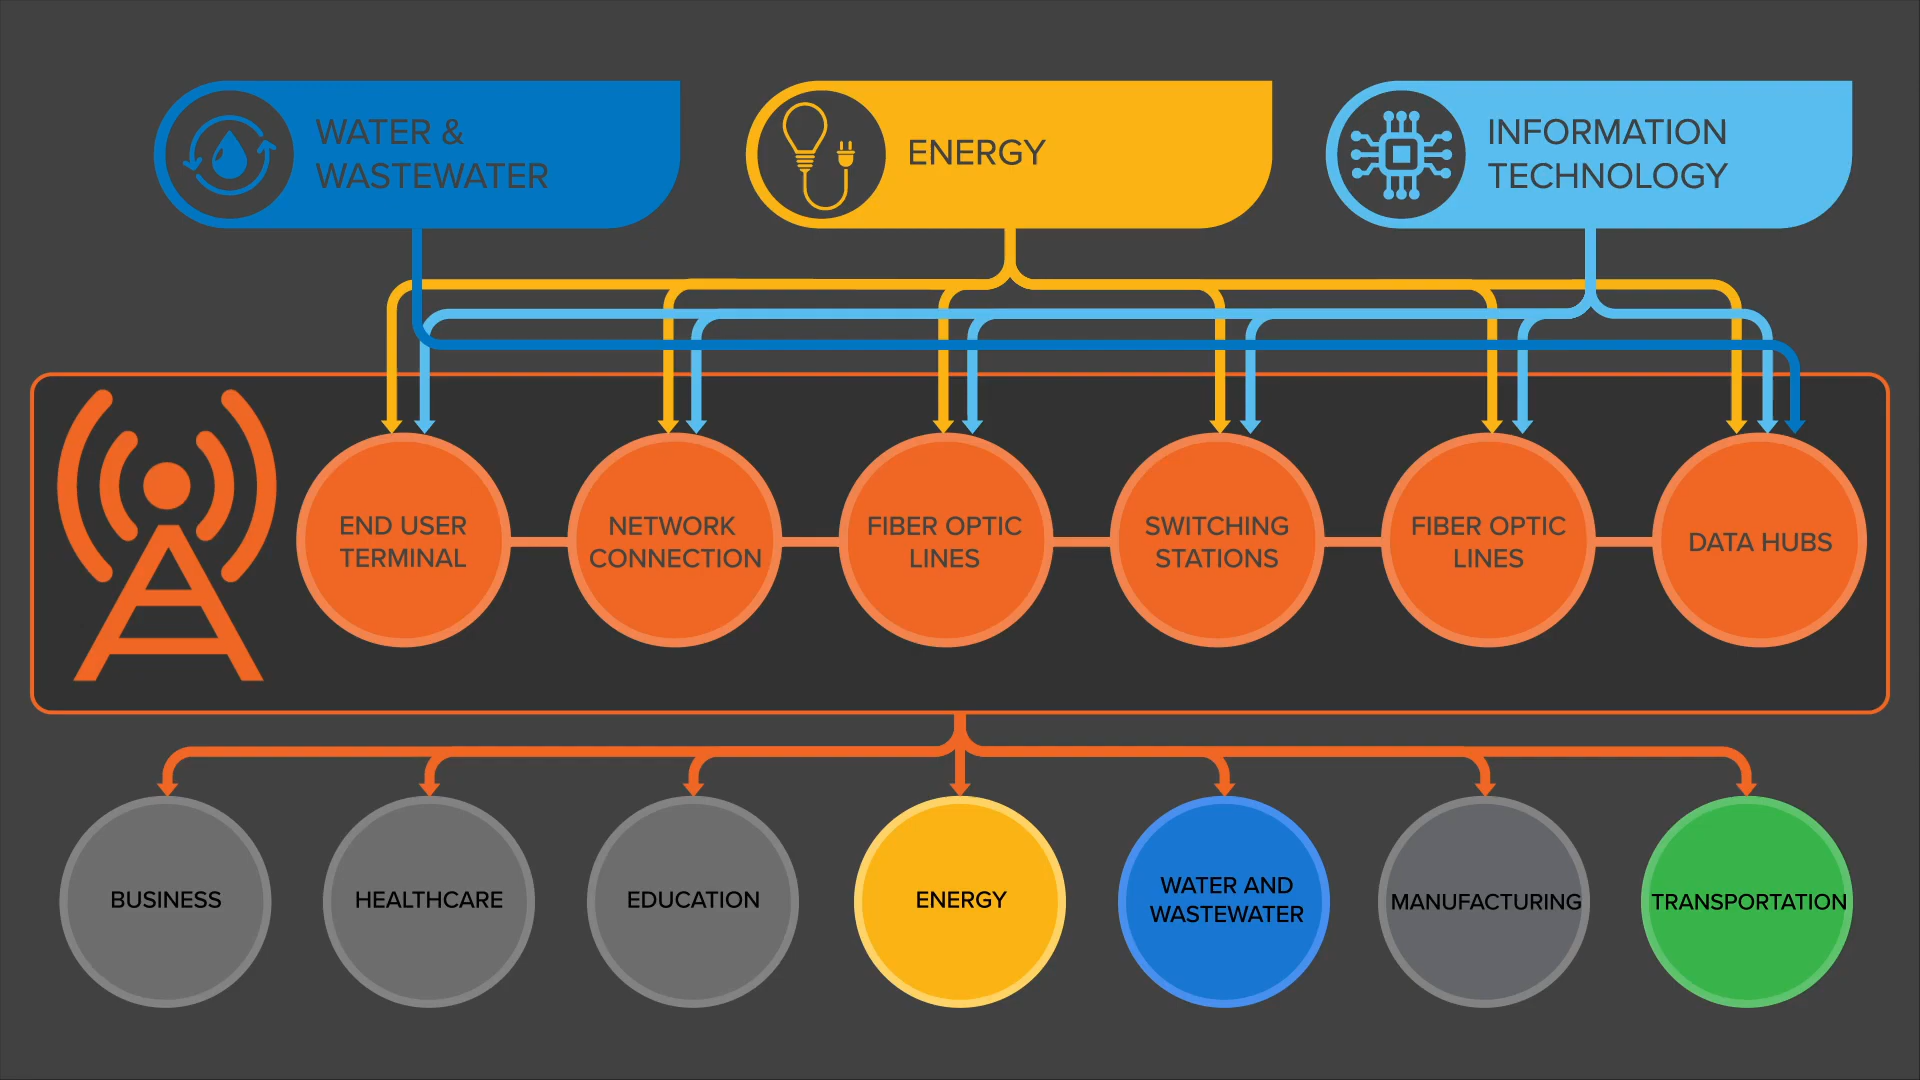 WATER &
WASTEWATER
ENERGY
INFORMATION
TECHNOLOGY
END USER
TERMINAL
NETWORK
CONNECTION
FIBER OPTIC
LINES
SWITCHING
STATIONS
FIBER OPTIC
LINES
DATA HUBS
BUSINESS
HEALTHCARE
EDUCATION
ENERGY
WATER AND
WASTEWATER
MANUFACTURING
TRANSPORTATION